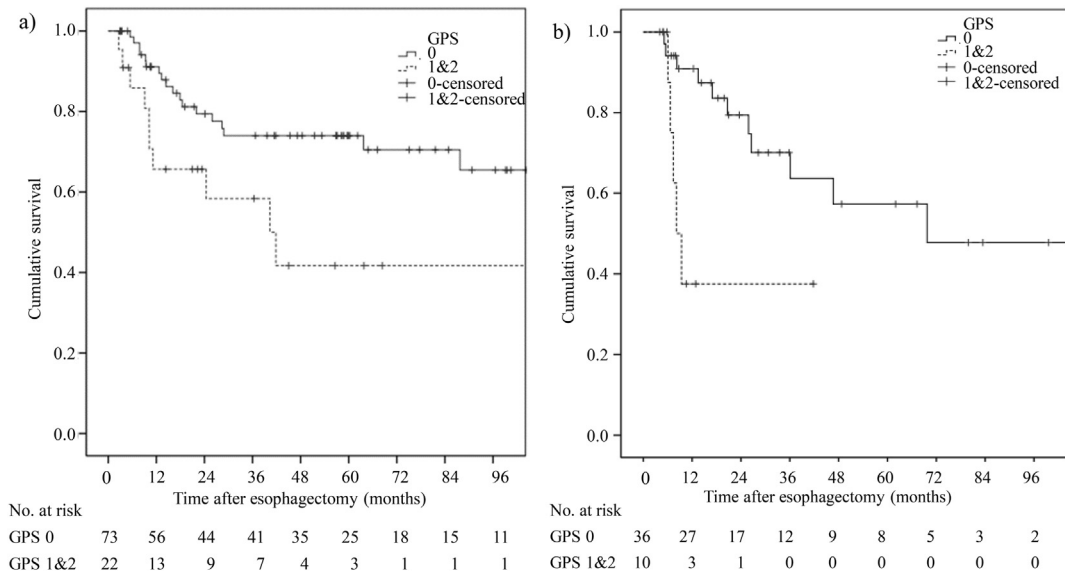 a)
GPS
0
1&2
0-censored
1&2-censored
1.0
0.8
0.6
0.4
0.2
0.0
Cumulative survival
0 12 24 36 48 60 72 84 96
Time after esophagectomy (months)
No. at risk
GPS 0 73 56 44 41 35 25 18 15 11
GPS 1&2 22 13 9 7 4 3 1 1 1
b)
GPS
0
1&2
0-censored
1&2-censored
1.0
0.8
0.6
0.4
0.2
0.0
Cumulative survival
0 12 24 36 48 60 72 84 96
Time after esophagectomy (months)
No. at risk
GPS 0 36 27 17 12 9 8 5 3 2
GPS 1&2 10 3 1 0 0 0 0 0 0